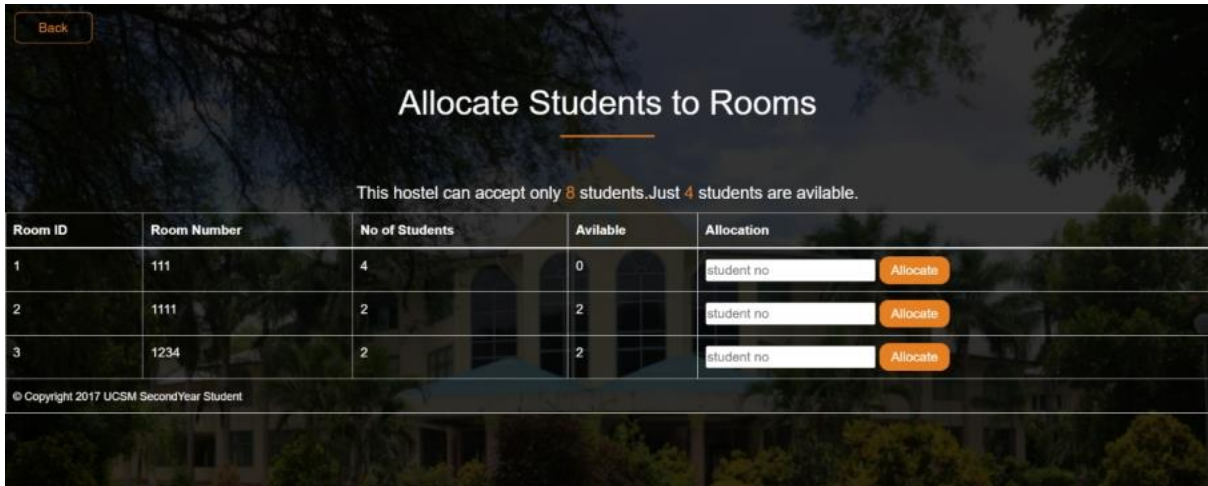 Back
Allocate Students to Rooms
This hostel can accept only 8 students.Just 4 students are avilable.
Room ID Room Number No of Students Avilable Allocation
1 111 4 0 student no Allocate
2 1111 2 2 student no Allocate
3 1234 2 2 student no Allocate
© Copyright 2017 UCSM SecondYear Student